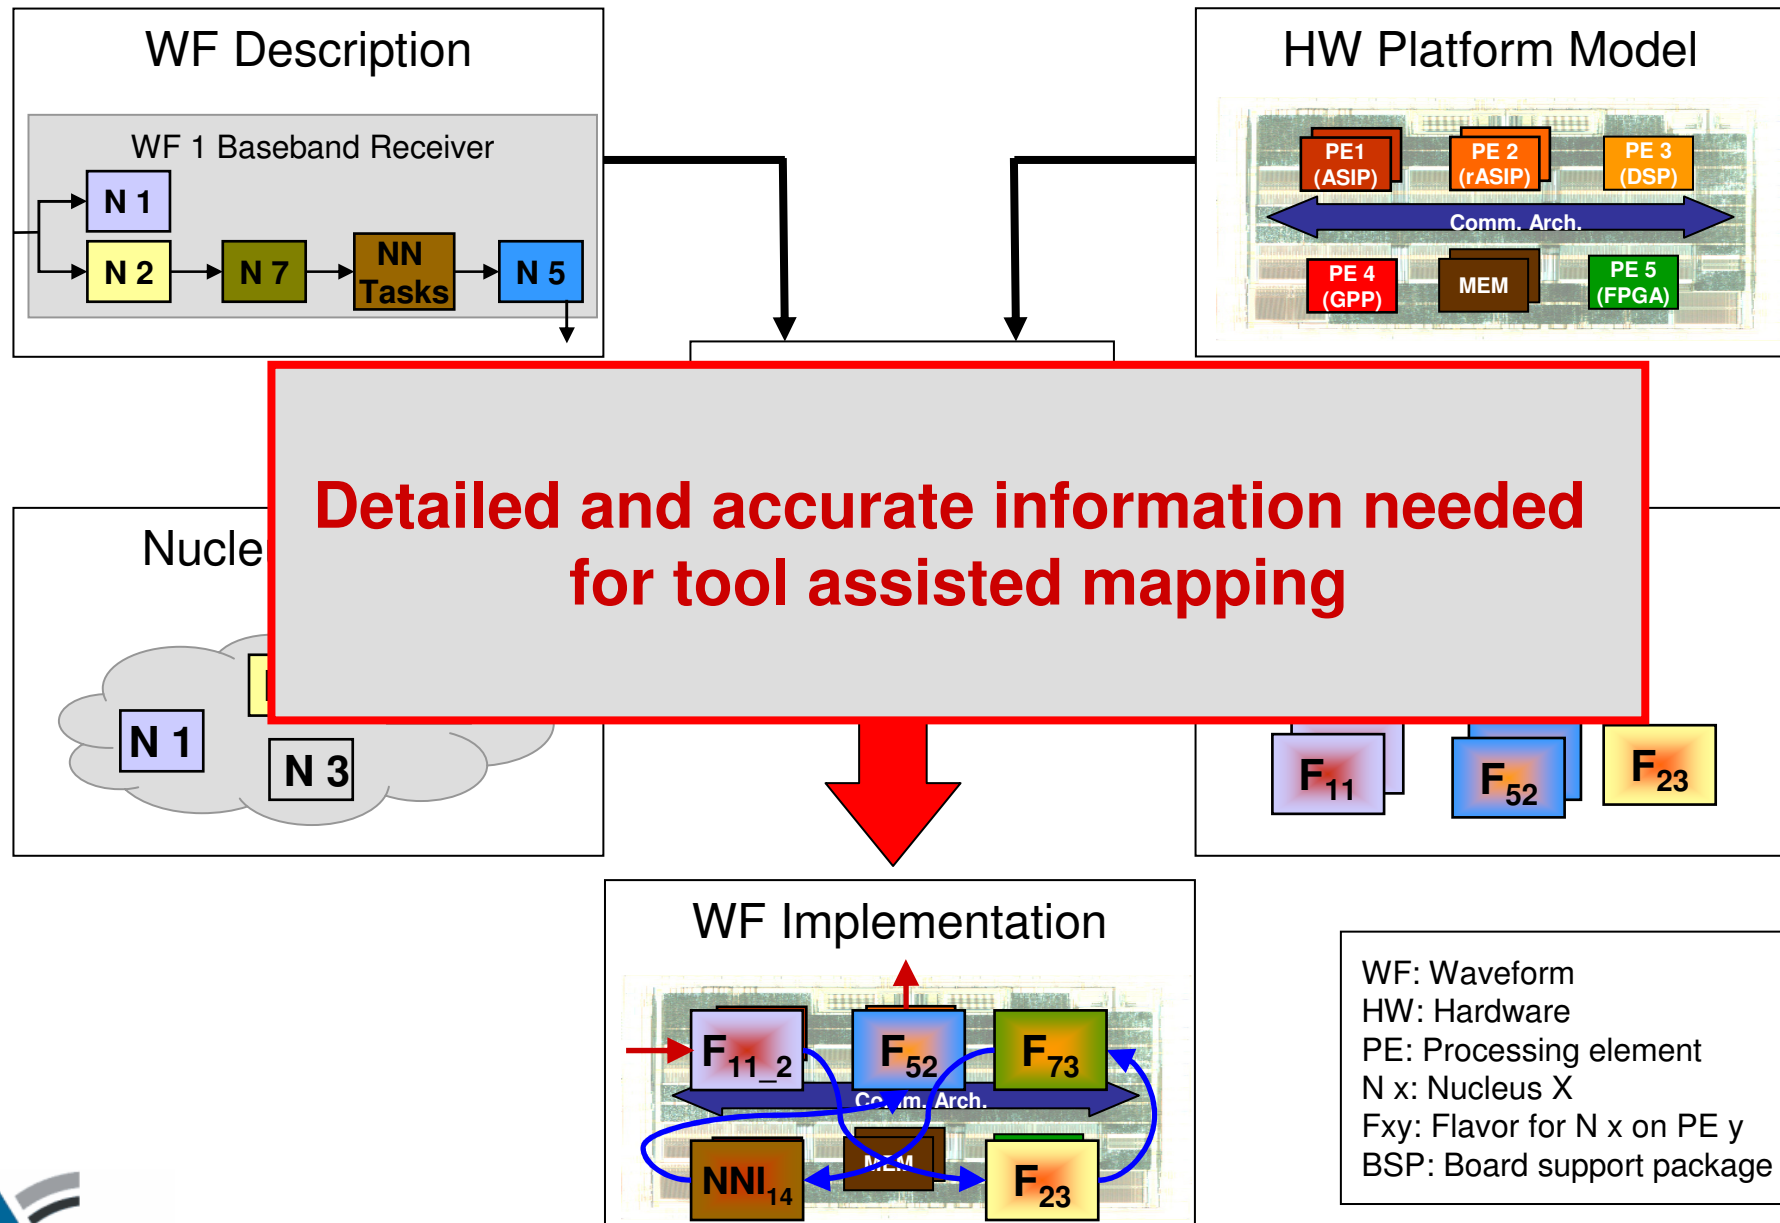 WF Description
WF 1 Baseband Receiver
N 1
N 2
N 7
NN
Tasks
N 5
HW Platform Model
PE1
(ASIP)
PE 2
(rASIP)
PE 3
(DSP)
Comm. Arch.
PE 4
(GPP)
MEM
PE 5
(FPGA)
Detailed and accurate information needed
for tool assisted mapping
N 1
N 3
F11
F52
F23
WF Implementation
F11_2
F52
F73
Comm. Arch.
NNI14
MEM
F23
WF: Waveform
HW: Hardware
PE: Processing element
N x: Nucleus X
Fxy: Flavor for N x on PE y
BSP: Board support package